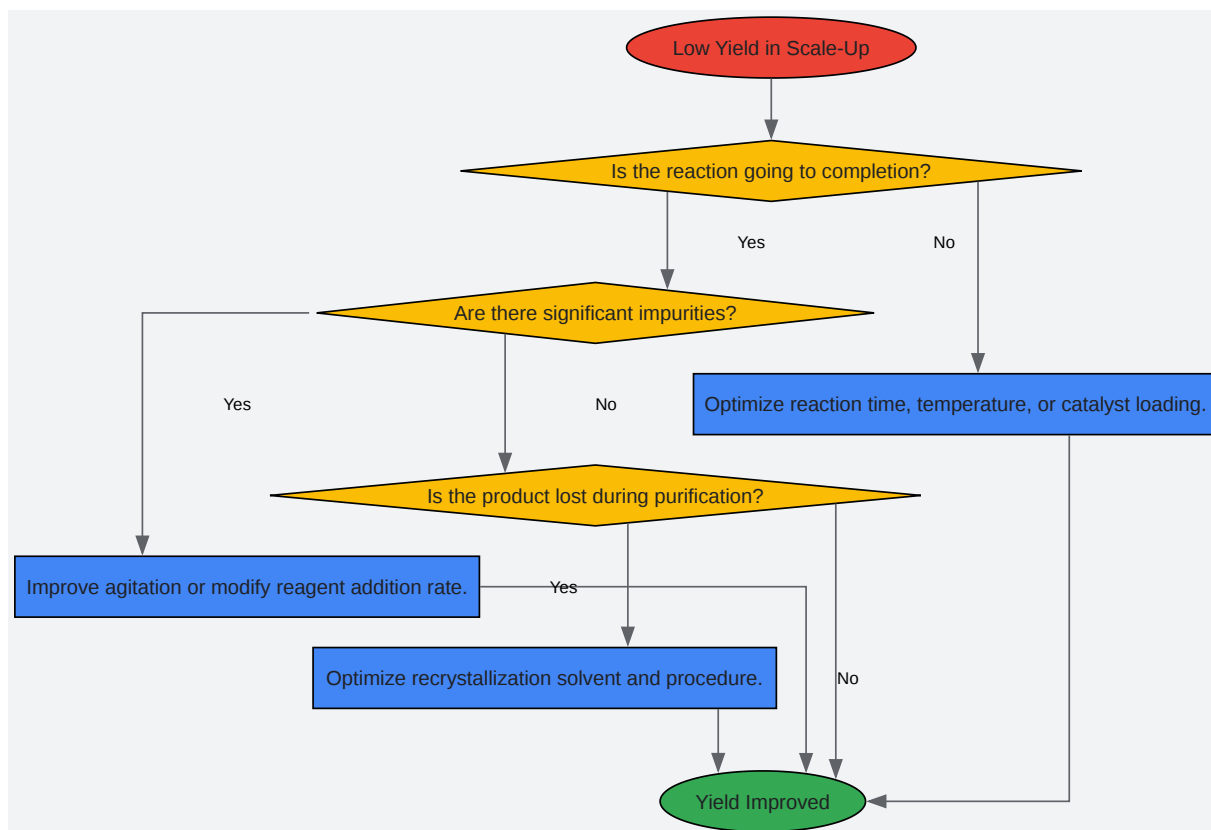 Low Yield in Scale-Up
Is the reaction going to completion?
Yes
No
Are there significant impurities?
Yes
No
Optimize reaction time, temperature, or catalyst loading.
Is the product lost during purification?
Improve agitation or modify reagent addition rate.
Yes
Optimize recrystallization solvent and procedure.
No
Yield Improved